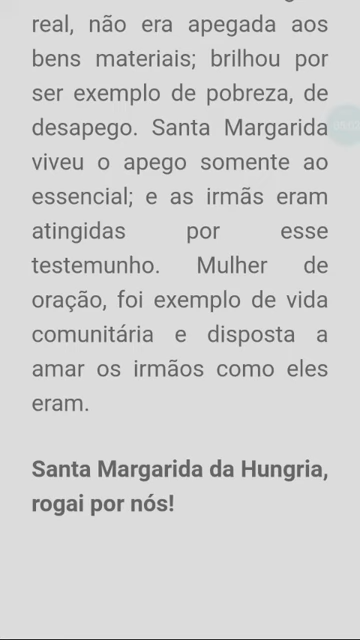 real, não era apegada aos
bens materiais; brilhou por
ser exemplo de pobreza, de
desapego. Santa Margarida
viveu o apego somente ao
essencial; e as irmãs eram
atingidas por esse
testemunho. Mulher de
oração, foi exemplo de vida
comunitária e disposta a
amar os irmãos como eles
eram.
Santa Margarida da Hungria,
rogai por nós!